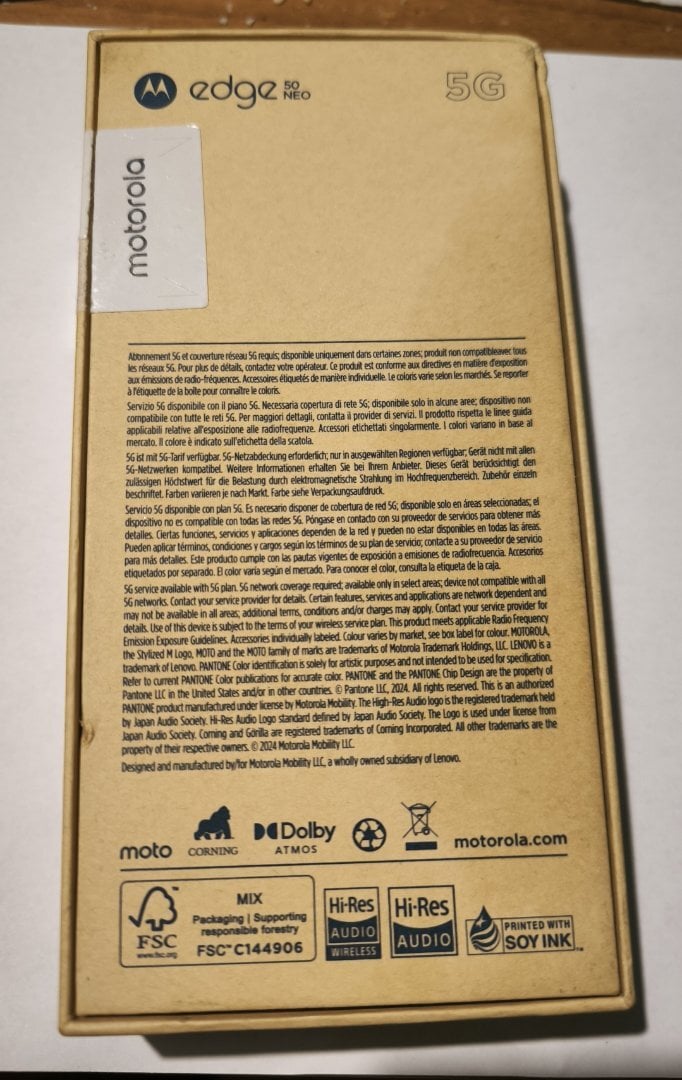 edge 50 NEO 5G
motorola
Abonnement 5G et couverture réseau 5G requis; disponible uniquement dans certaines zones; produit non compatibleavec tous
les réseaux 5G. Pour plus de détails, contactez votre opérateur. Ce produit est conforme aux directives en matière d'exposition
aux émissions de radio-fréquences. Accessoires étiquetés de manière individuelle. Le coloris varie selon les marchés. Se reporter
à l'étiquette de la boîte pour connaître le coloris.
Servizio 5G disponibile con il piano 5G. Necessaria copertura di rete 5G; disponibile solo in alcune aree; dispositivo non
compatibile con tutte le reti 5G. Per maggiori dettagli, contatta il provider di servizi. Il prodotto rispetta le linee guida
applicabili relative all'esposizione alle radiofrequenze. Accessori etichettati singolarmente. I colori variano in base al
mercato. Il colore è indicato sull'etichetta della scatola.
5G ist mit 5G-Tarif verfügbar. 5G-Netzabdeckung erforderlich; nur in ausgewählten Regionen verfügbar; Gerät nicht mit allen
5G-Netzwerken kompatibel. Weitere Informationen erhalten Sie bei Ihrem Anbieter. Dieses Gerät berücksichtigt den
zulässigen Höchstwert für die Belastung durch elektromagnetische Strahlung im Hochfrequenzbereich. Zubehör einzeln
beschriftet. Farben variieren je nach Markt. Farbe siehe Verpackungsaufdruck.
Servicio 5G disponible con plan 5G. Es necesario disponer de cobertura de red 5G; disponible solo en áreas seleccionadas; el
dispositivo no es compatible con todas las redes 5G. Póngase en contacto con su proveedor de servicios para obtener más
detalles. Ciertas funciones, servicios y aplicaciones dependen de la red y pueden no estar disponibles en todas las áreas.
Pueden aplicar términos, condiciones y cargos según los términos de su plan de servicio; contacte a su proveedor de servicio
para más detalles. Este producto cumple con las pautas vigentes de exposición a emisiones de radiofrecuencia. Accesorios
etiquetados por separado. El color varía según el mercado. Para conocer el color, consulta la etiqueta de la caja.
5G service available with 5G plan. 5G network coverage required; available only in select areas; device not compatible with all
5G networks. Contact your service provider for details. Certain features, services and applications are network dependent and
may not be available in all areas; additional terms, conditions and/or charges may apply. Contact your service provider for
details. Use of this device is subject to the terms of your wireless service plan. This product meets applicable Radio Frequency
Emission Exposure Guidelines. Accessories individually labeled. Colour varies by market, see box label for colour. MOTOROLA,
the Stylized M Logo, MOTO and the MOTO family of marks are trademarks of Motorola Trademark Holdings, LLC. LENOVO is a
trademark of Lenovo. PANTONE Color identification is solely for artistic purposes and not intended to be used for specification.
Refer to current PANTONE Color publications for accurate color. PANTONE and the PANTONE Chip Design are the property of
Pantone LLC in the United States and/or in other countries. © Pantone LLC, 2024. All rights reserved. This is an authorized
PANTONE product manufactured under license by Motorola Mobility. The High-Res Audio logo is the registered trademark held
by Japan Audio Society. Hi-Res Audio Logo standard defined by Japan Audio Society. The Logo is used under license from
Japan Audio Society. Corning and Gorilla are registered trademarks of Corning Incorporated. All other trademarks are the
property of their respective owners. © 2024 Motorola Mobility LLC.
Designed and manufactured by/for Motorola Mobility LLC, a wholly owned subsidiary of Lenovo.
moto CORNING Dolby ATMOS motorola.com
FSC™
www.fsc.org
MIX
Packaging | Supporting
responsible forestry
FSC™ C144906
Hi-Res
AUDIO
WIRELESS
Hi-Res
AUDIO
PRINTED WITH
SOY INK™